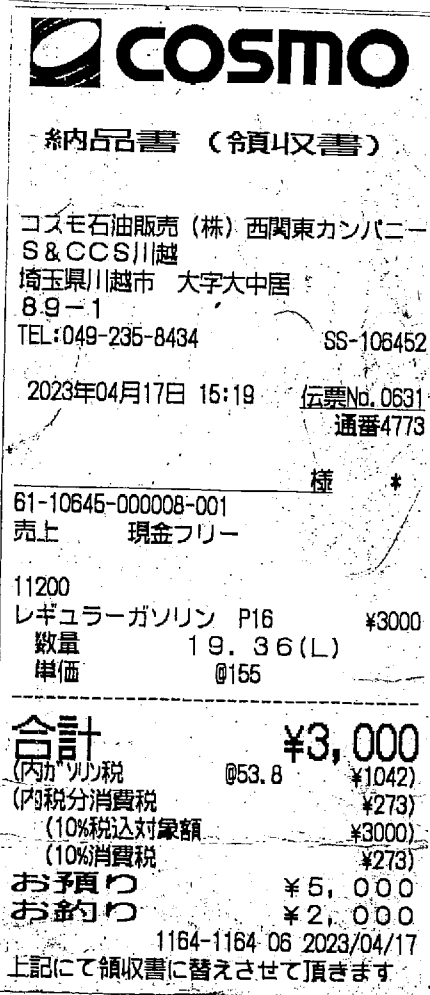 COSMO
納品書（領収書）
コスモ石油販売（株）西関東カンパニー
S＆CCS川越
埼玉県川越市　大字大中居
89－1
TEL:049-235-8434　SS-106452
2023年04月17日 15:19　伝票No.0631
通番4773
様　*
61-10645-000008-001
売上　現金フリー
11200
レギュラーガソリン　P16　¥3000
数量　19.36(L)
単価　@155
合計　¥3,000
(内ｶﾞｿﾘﾝ税　@53.8　¥1042)
(内税分消費税　¥273)
(10%税込対象額　¥3000)
(10%消費税　¥273)
お預り　¥5,000
お釣り　¥2,000
1164-1164 06 2023/04/17
上記にて領収書に替えさせて頂きます